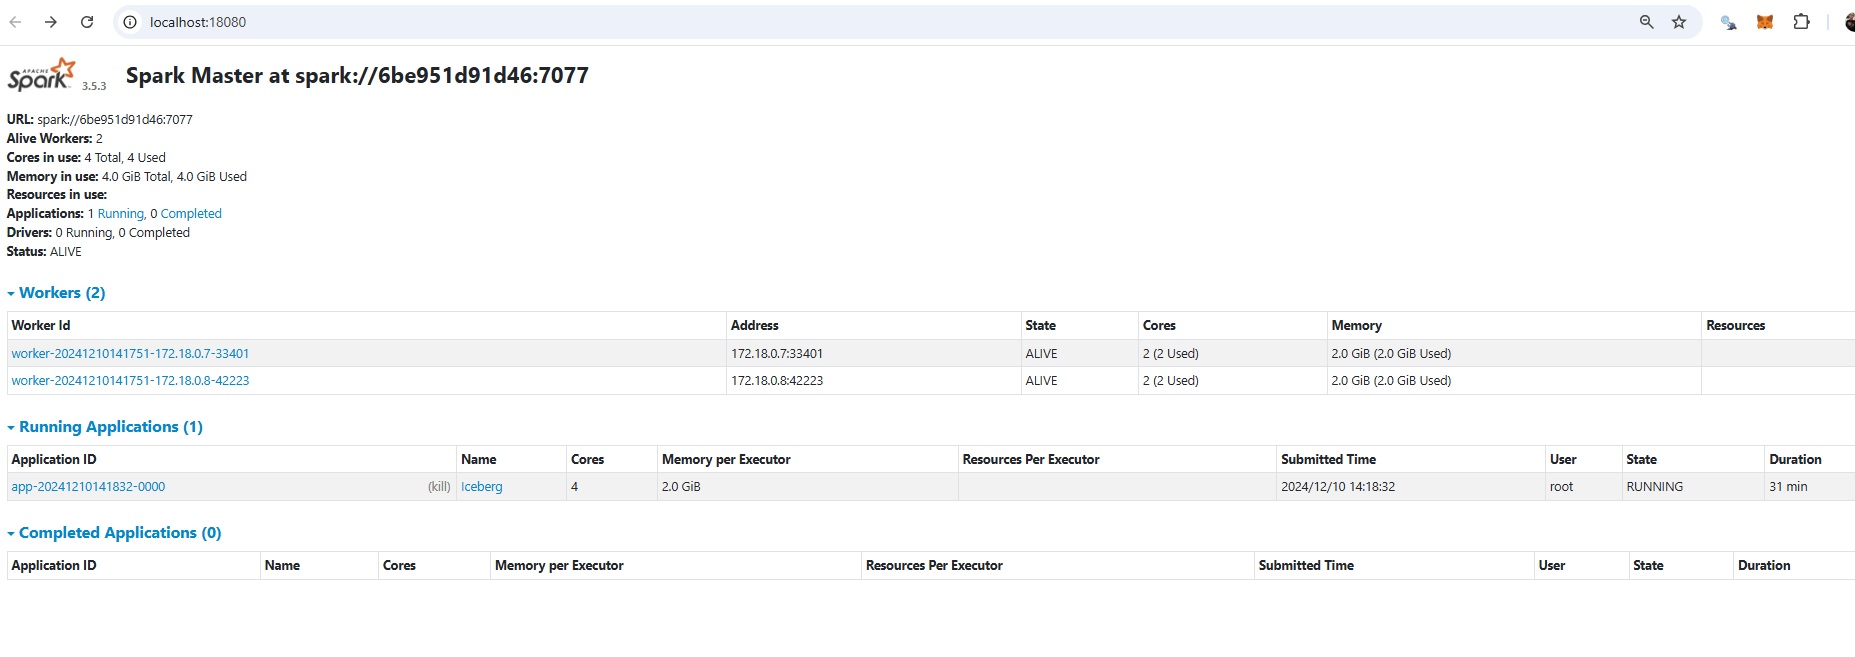 localhost:18080
APACHE Spark 3.5.3 Spark Master at spark://6be951d91d46:7077
URL: spark://6be951d91d46:7077
Alive Workers: 2
Cores in use: 4 Total, 4 Used
Memory in use: 4.0 GiB Total, 4.0 GiB Used
Resources in use:
Applications: 1 Running, 0 Completed
Drivers: 0 Running, 0 Completed
Status: ALIVE
Workers (2)
Worker Id Address State Cores Memory Resources
worker-20241210141751-172.18.0.7-33401 172.18.0.7:33401 ALIVE 2 (2 Used) 2.0 GiB (2.0 GiB Used)
worker-20241210141751-172.18.0.8-42223 172.18.0.8:42223 ALIVE 2 (2 Used) 2.0 GiB (2.0 GiB Used)
Running Applications (1)
Application ID Name Cores Memory per Executor Resources Per Executor Submitted Time User State Duration
app-20241210141832-0000 (kill) Iceberg 4 2.0 GiB 2024/12/10 14:18:32 root RUNNING 31 min
Completed Applications (0)
Application ID Name Cores Memory per Executor Resources Per Executor Submitted Time User State Duration